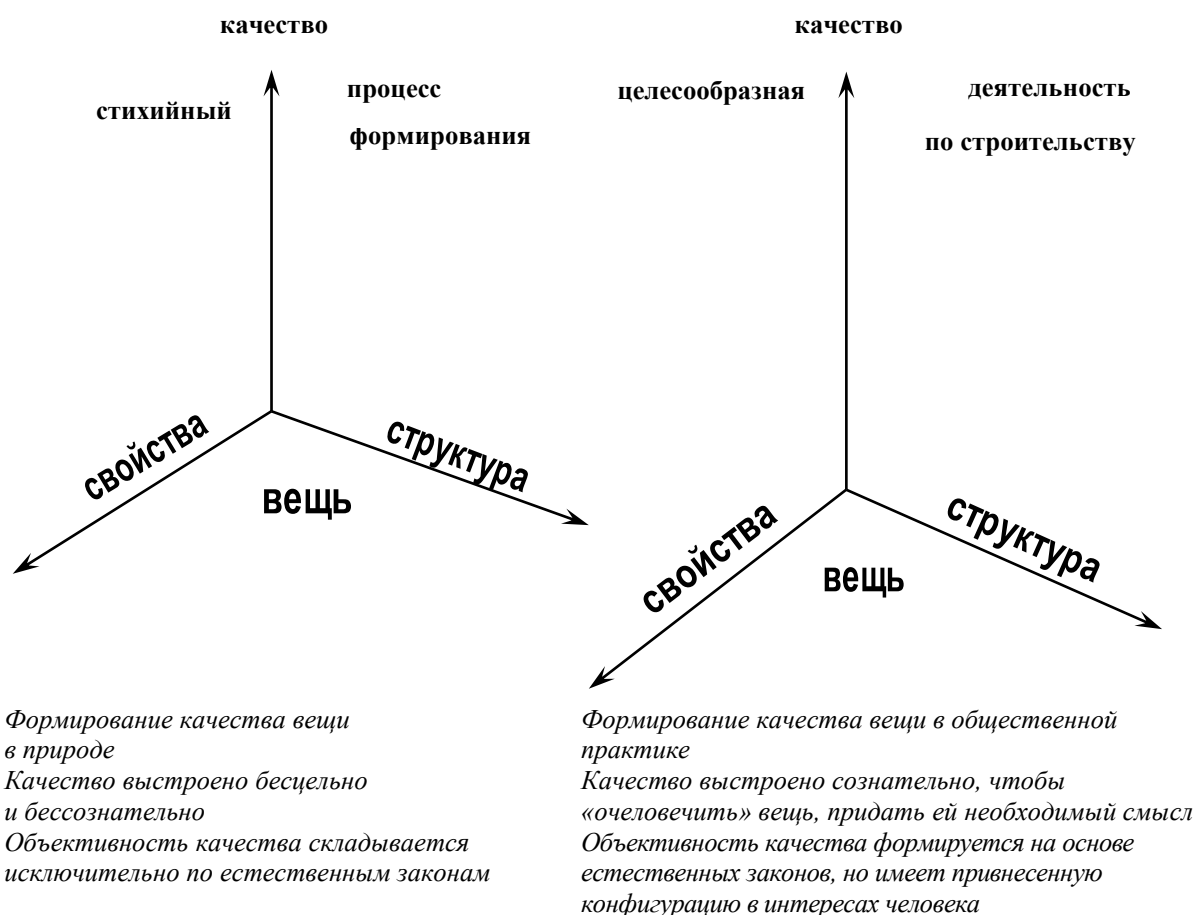 качество
стихийный
процесс
формирования
свойства
структура
вещь
Формирование качества вещи
в природе
Качество выстроено бесцельно
и бессознательно
Объективность качества складывается
исключительно по естественным законам
качество
целесообразная
деятельность
по строительству
свойства
структура
вещь
Формирование качества вещи в общественной
практике
Качество выстроено сознательно, чтобы
«очеловечить» вещь, придать ей необходимый смысл
Объективность качества формируется на основе
естественных законов, но имеет привнесенную
конфигурацию в интересах человека